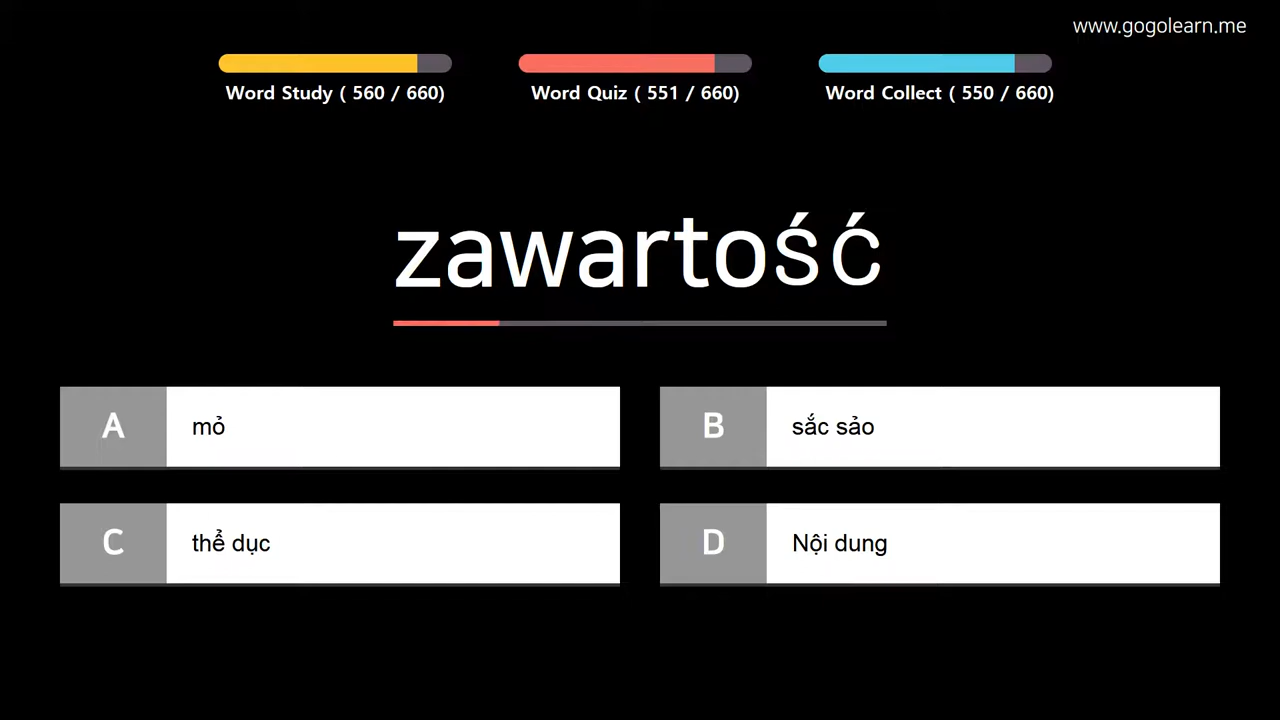 www.gogolearn.me
Word Study ( 560 / 660)
Word Quiz ( 551 / 660)
Word Collect ( 550 / 660)
zawartość
A mỏ
B sắc sảo
C thể dục
D Nội dung